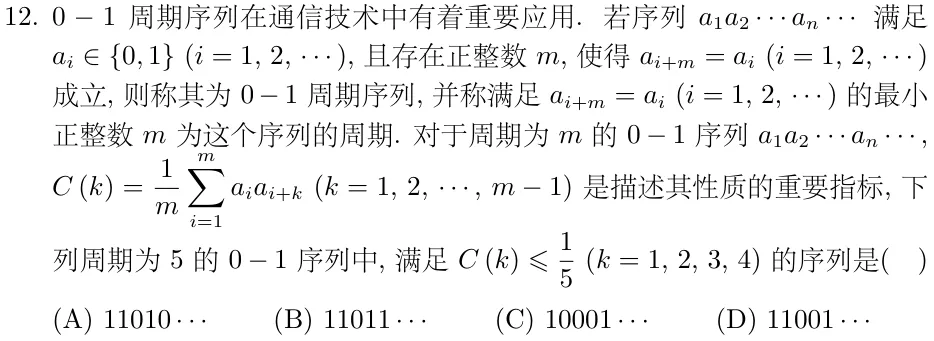 12. 0 − 1 周期序列在通信技术中有着重要应用. 若序列 a₁a₂⋯aₙ⋯ 满足
aᵢ ∈ {0, 1} (i = 1, 2, ⋯), 且存在正整数 m, 使得 aᵢ₊ₘ = aᵢ (i = 1, 2, ⋯)
成立, 则称其为 0 − 1 周期序列, 并称满足 aᵢ₊ₘ = aᵢ (i = 1, 2, ⋯) 的最小
正整数 m 为这个序列的周期. 对于周期为 m 的 0 − 1 序列 a₁a₂⋯aₙ⋯,
C (k) = \frac{1}{m} \sum_{i=1}^{m} aᵢaᵢ₊ₖ (k = 1, 2, ⋯, m − 1) 是描述其性质的重要指标, 下
列周期为 5 的 0 − 1 序列中, 满足 C (k) ⩽ \frac{1}{5} (k = 1, 2, 3, 4) 的序列是( )
(A) 11010⋯ (B) 11011⋯ (C) 10001⋯ (D) 11001⋯